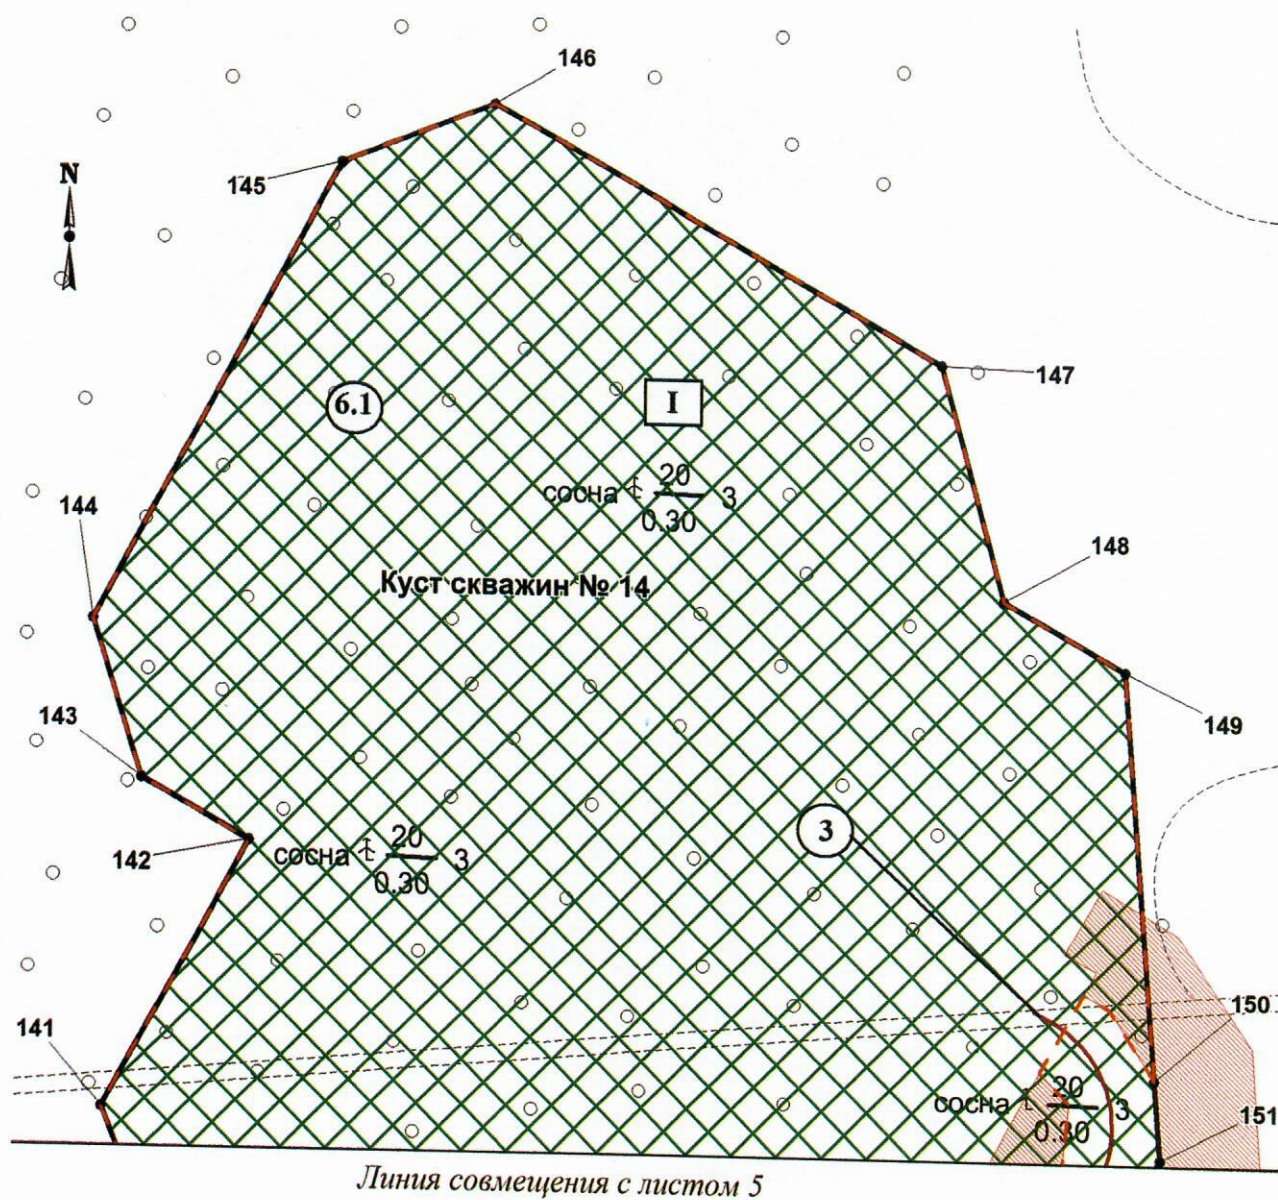 146
145
N
147
6.1
I
144
сосна 20 3
0.30
148
Куст скважин № 14
143
149
142
сосна 20 3
0.30
3
141
150
сосна 20 3
0.30
151
Линия совмещения с листом 5